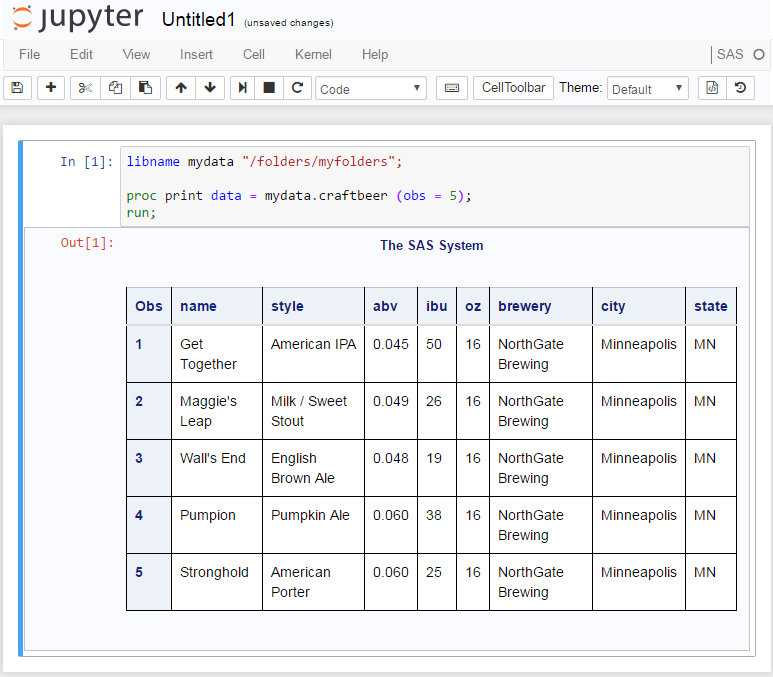 jupyter Untitled1 (unsaved changes)
File Edit View Insert Cell Kernel Help SAS
Code CellToolbar Theme: Default
In [1]: libname mydata "/folders/myfolders";
proc print data = mydata.craftbeer (obs = 5);
run;
Out[1]: The SAS System
Obs name style abv ibu oz brewery city state
1 Get American IPA 0.045 50 16 NorthGate Minneapolis MN
Together Brewing
2 Maggie's Milk / Sweet 0.049 26 16 NorthGate Minneapolis MN
Leap Stout Brewing
3 Wall's End English 0.048 19 16 NorthGate Minneapolis MN
Brown Ale Brewing
4 Pumpion Pumpkin Ale 0.060 38 16 NorthGate Minneapolis MN
Brewing
5 Stronghold American 0.060 25 16 NorthGate Minneapolis MN
Porter Brewing